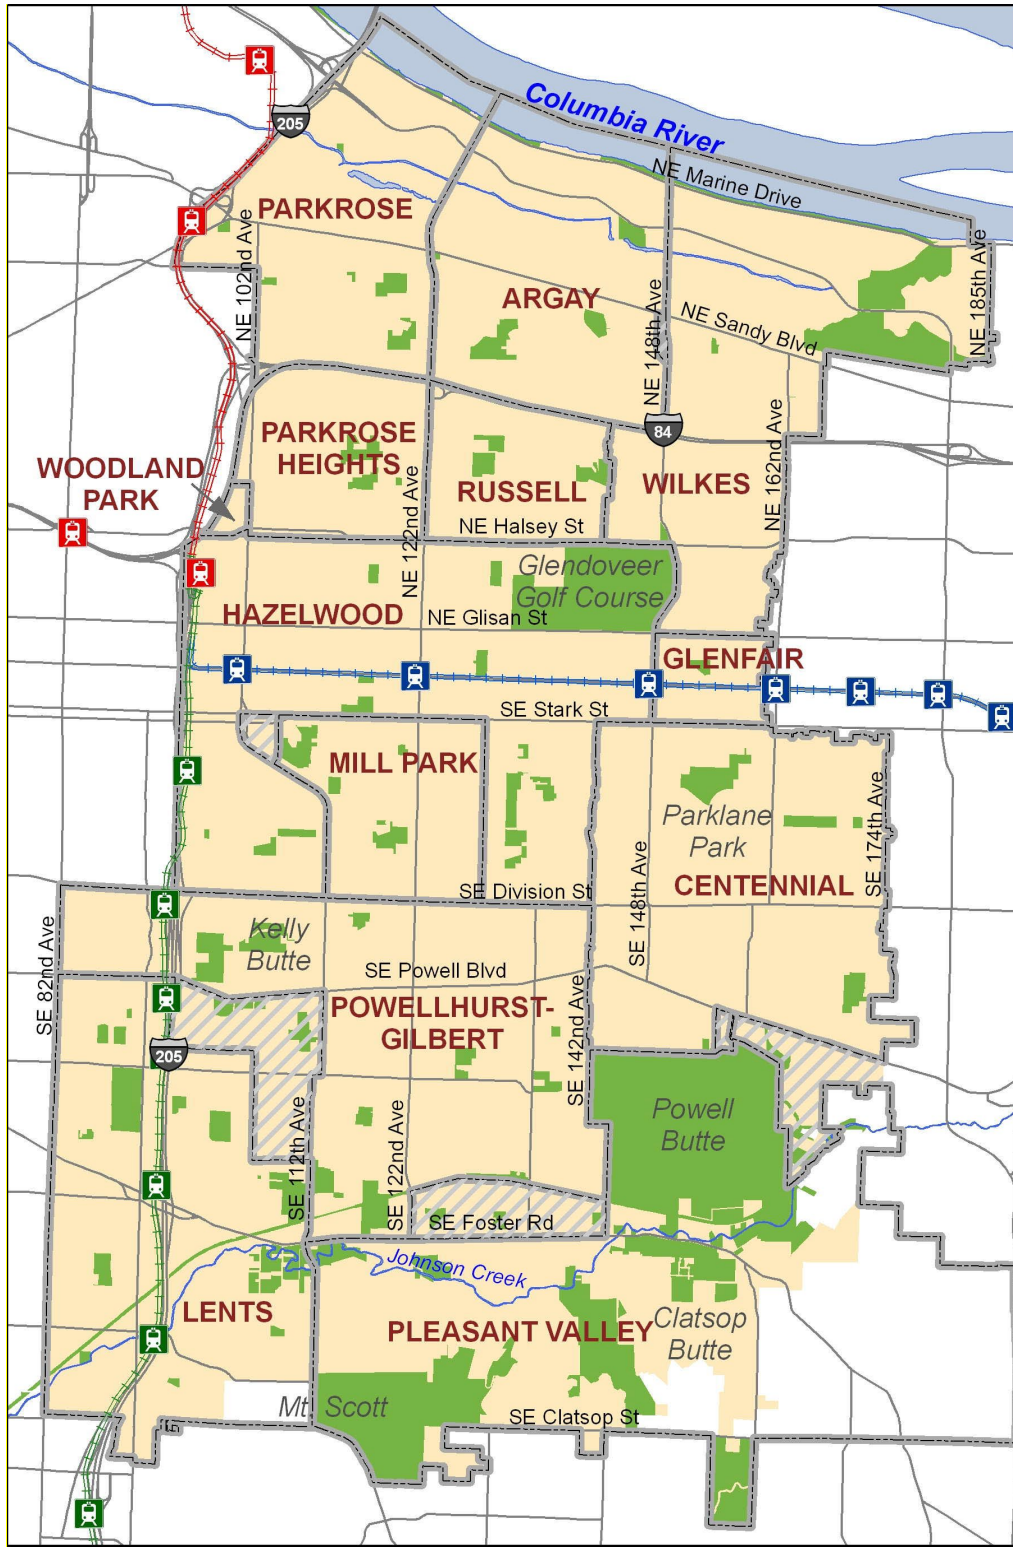 Columbia River
205
NE Marine Drive
PARKROSE
NE 102nd Ave
NE 185th Ave
ARGAY
NE 148th Ave
NE Sandy Blvd
84
PARKROSE
HEIGHTS
NE 162nd Ave
WOODLAND
PARK
RUSSELL
WILKES
NE 122nd Ave
NE Halsey St
Glendoveer
Golf Course
HAZELWOOD
NE Glisan St
GLENFAIR
SE Stark St
MILL PARK
Parklane
Park
SE 174th Ave
SE 148th Ave
CENTENNIAL
SE Division St
Kelly
Butte
SE 82nd Ave
SE Powell Blvd
POWELLHURST-
GILBERT
SE 142nd Ave
205
Powell
Butte
SE 112th Ave
SE 122nd Ave
SE Foster Rd
Johnson Creek
LENTS
PLEASANT VALLEY
Clatsop
Butte
Mt Scott
SE Clatsop St